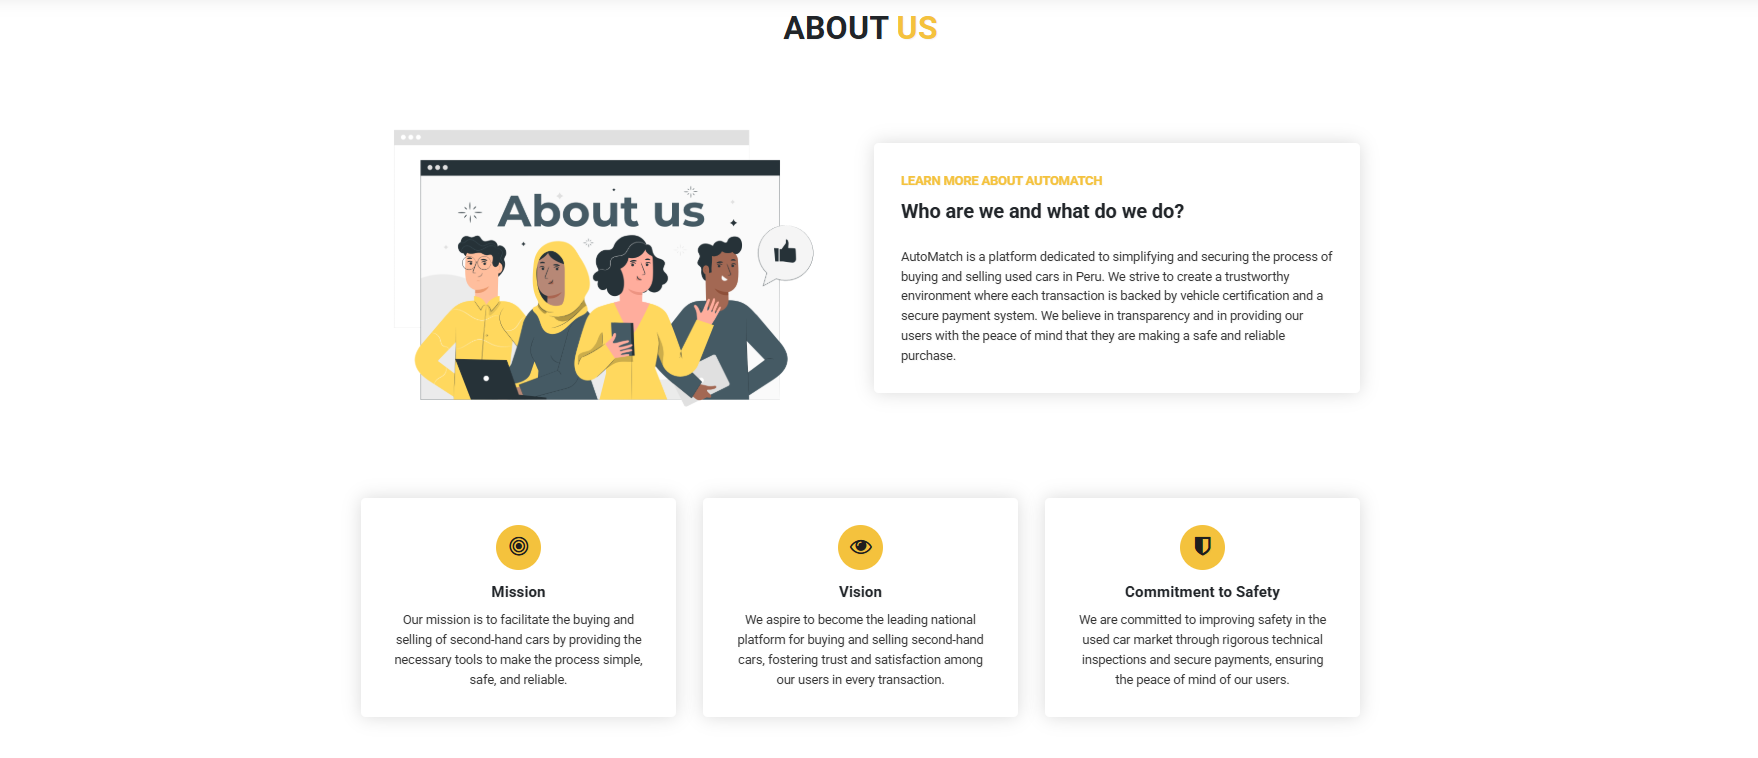 ABOUT US
About us
LEARN MORE ABOUT AUTOMATCH
Who are we and what do we do?
AutoMatch is a platform dedicated to simplifying and securing the process of
buying and selling used cars in Peru. We strive to create a trustworthy
environment where each transaction is backed by vehicle certification and a
secure payment system. We believe in transparency and in providing our
users with the peace of mind that they are making a safe and reliable
purchase.
Mission
Our mission is to facilitate the buying and
selling of second-hand cars by providing the
necessary tools to make the process simple,
safe, and reliable.
Vision
We aspire to become the leading national
platform for buying and selling second-hand
cars, fostering trust and satisfaction among
our users in every transaction.
Commitment to Safety
We are committed to improving safety in the
used car market through rigorous technical
inspections and secure payments, ensuring
the peace of mind of our users.